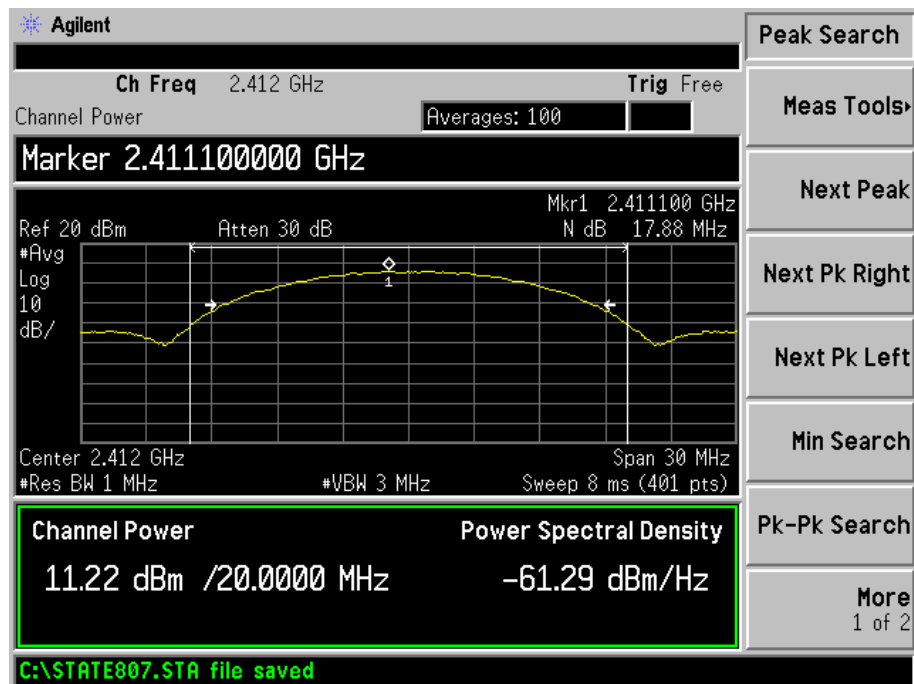 Agilent
Peak Search
Ch Freq 2.412 GHz Trig Free
Channel Power Averages: 100
Meas Tools
Marker 2.411100000 GHz
Mkr1 2.411100 GHz
Ref 20 dBm Atten 30 dB N dB 17.88 MHz
#Avg
Log
10
dB/
1
Center 2.412 GHz Span 30 MHz
#Res BW 1 MHz #VBW 3 MHz Sweep 8 ms (401 pts)
Channel Power Power Spectral Density
11.22 dBm /20.0000 MHz -61.29 dBm/Hz
Next Peak
Next Pk Right
Next Pk Left
Min Search
Pk-Pk Search
More
1 of 2
C:\STATE807.STA file saved